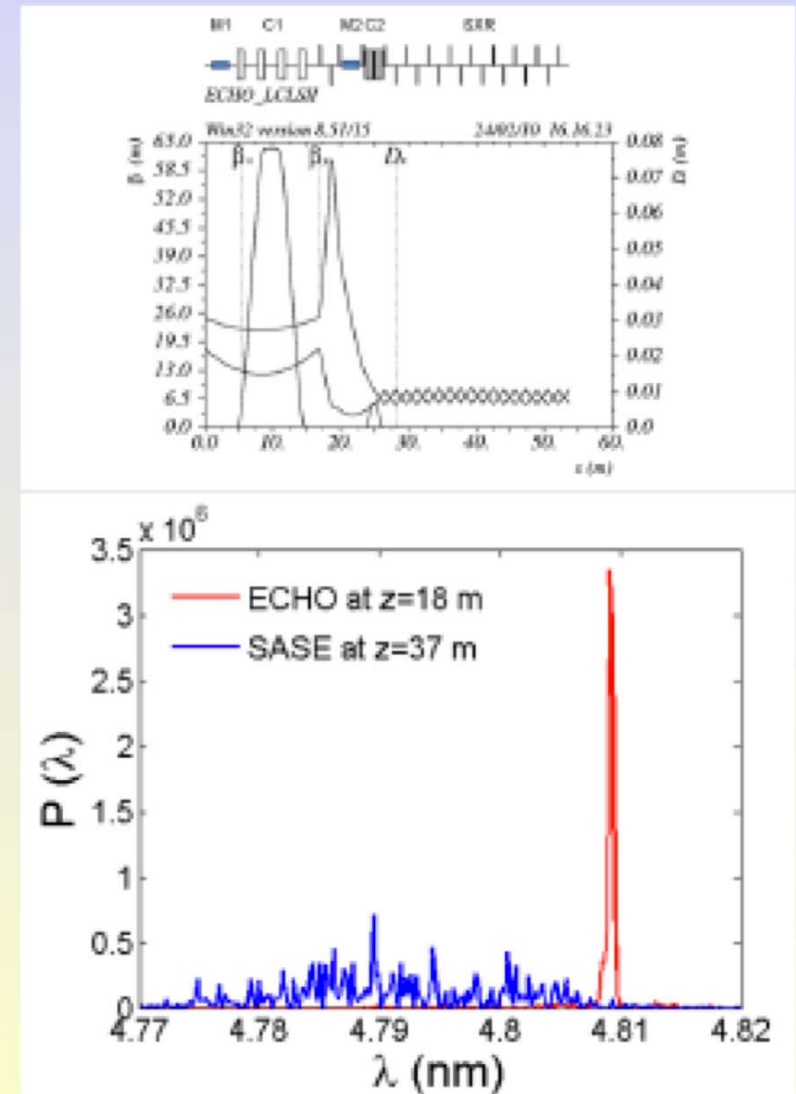 M1 C1 M2 C2 SXR
ECHO_LCLSII
Win32 version 8.51/15 24/02/10 16.16.23
β (m)
65.0
58.5
52.0
45.5
39.0
32.5
26.0
19.5
13.0
6.5
0.0
β β D
0.08
0.07
0.06
0.05
0.04
0.03
0.02
0.01
0.0
D (m)
0.0 10. 20. 30. 40. 50. 60.
s (m)
x 10⁶
3.5
3
2.5
2
1.5
1
0.5
0
P (λ)
ECHO at z=18 m
SASE at z=37 m
4.77 4.78 4.79 4.8 4.81 4.82
λ (nm)